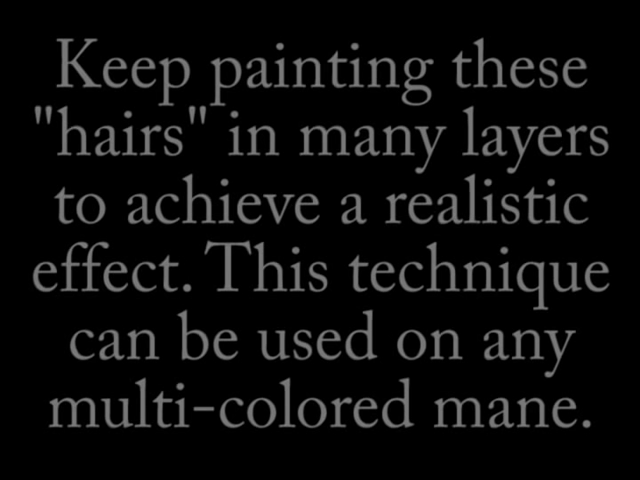 Keep painting these
"hairs" in many layers
to achieve a realistic
effect. This technique
can be used on any
multi-colored mane.